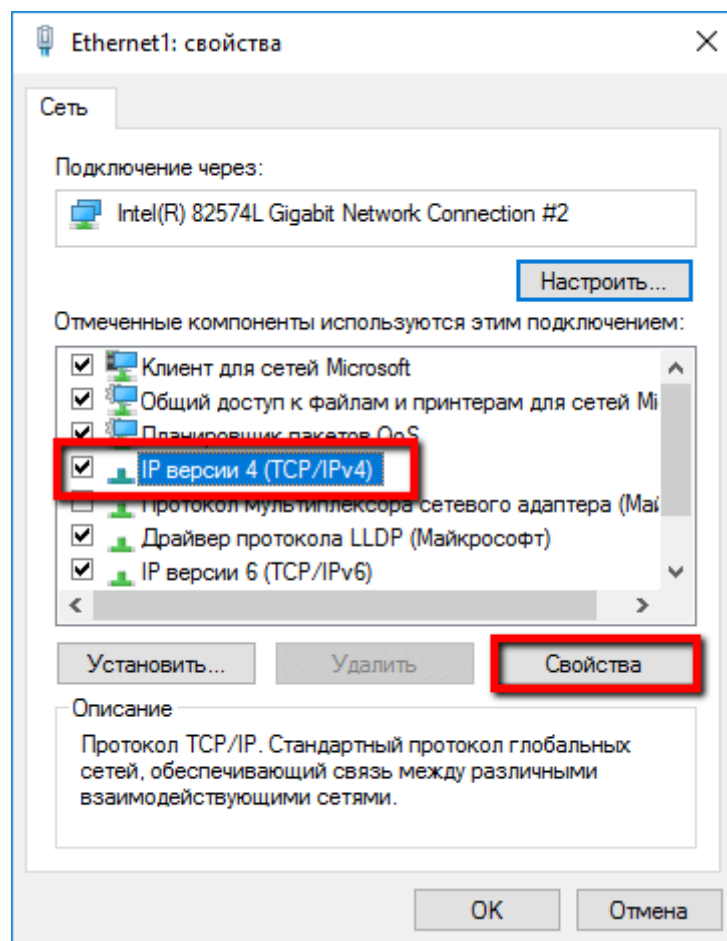 Ethernet1: свойства
Сеть
Подключение через:
Intel(R) 82574L Gigabit Network Connection #2
Настроить...
Отмеченные компоненты используются этим подключением:
Клиент для сетей Microsoft
Общий доступ к файлам и принтерам для сетей Mi
Планировщик пакетов QoS
IP версии 4 (TCP/IPv4)
Протокол мультиплексора сетевого адаптера (Май
Драйвер протокола LLDP (Майкрософт)
IP версии 6 (TCP/IPv6)
Установить... Удалить Свойства
Описание
Протокол TCP/IP. Стандартный протокол глобальных
сетей, обеспечивающий связь между различными
взаимодействующими сетями.
OK Отмена